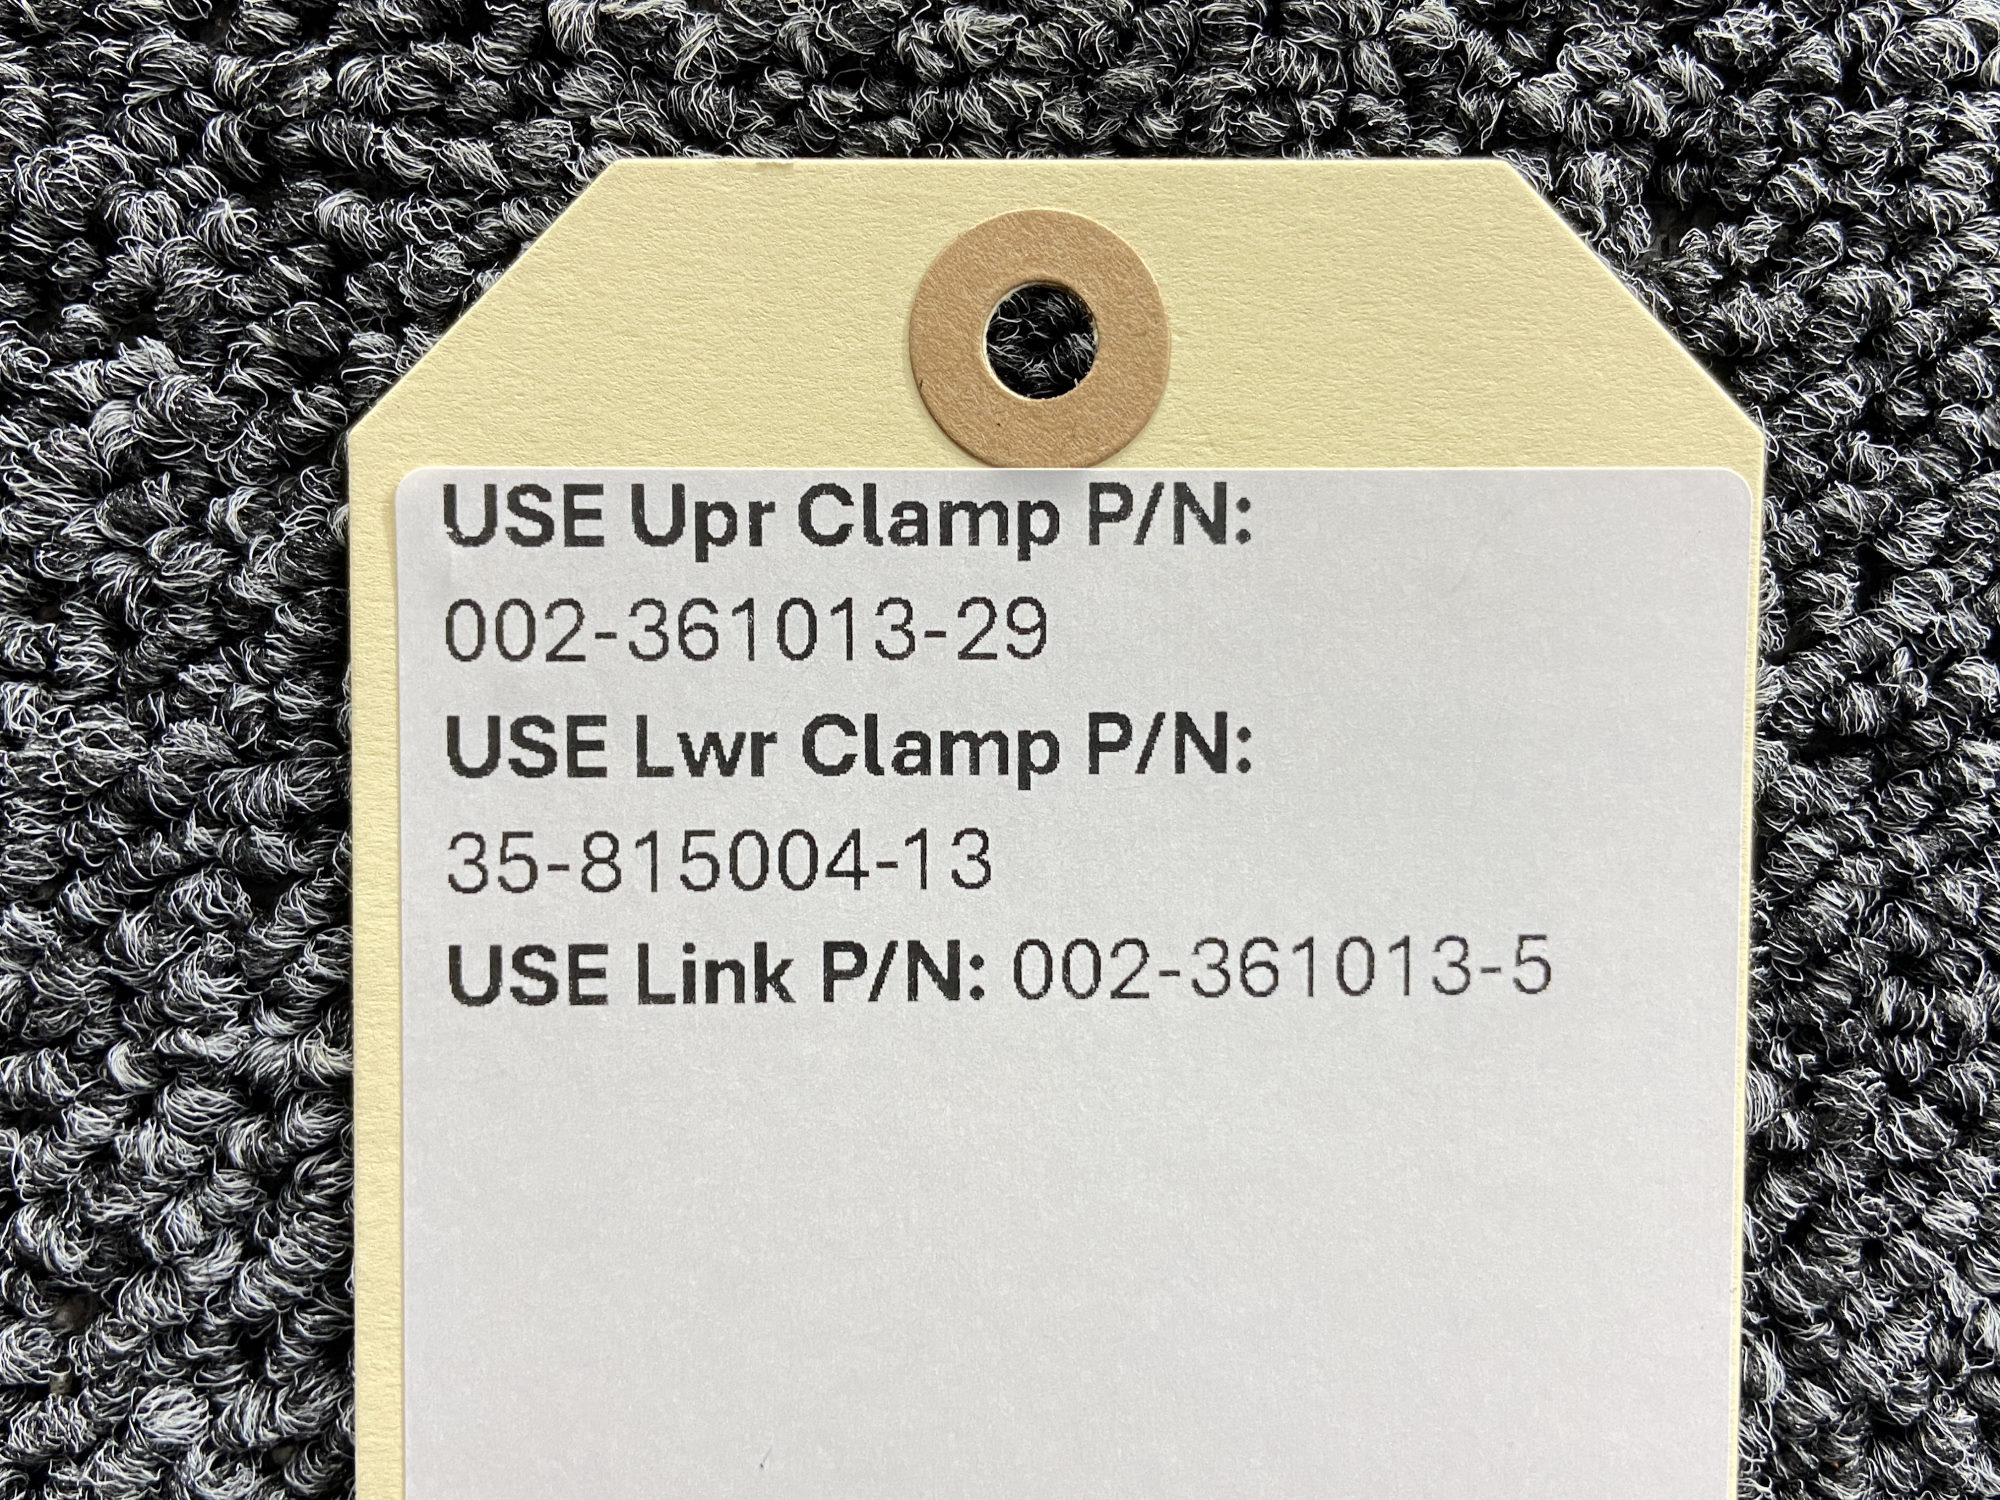 USE Upr Clamp P/N:
002-361013-29
USE Lwr Clamp P/N:
35-815004-13
USE Link P/N: 002-361013-5